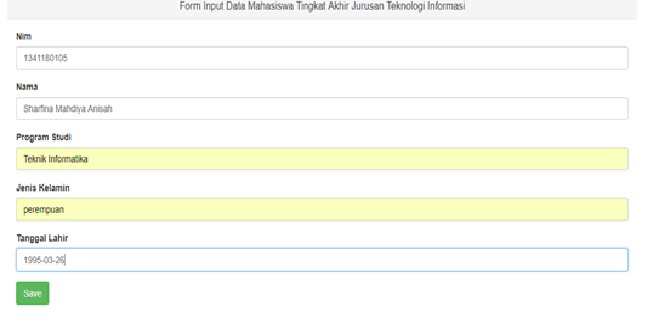 Form Input Data Mahasiswa Tingkat Akhir Jurusan Teknologi Informasi
Nim
1341180105
Nama
Sharfina Mahdiya Anisah
Program Studi
Teknik Informatika
Jenis Kelamin
perempuan
Tanggal Lahir
1995-03-26
Save